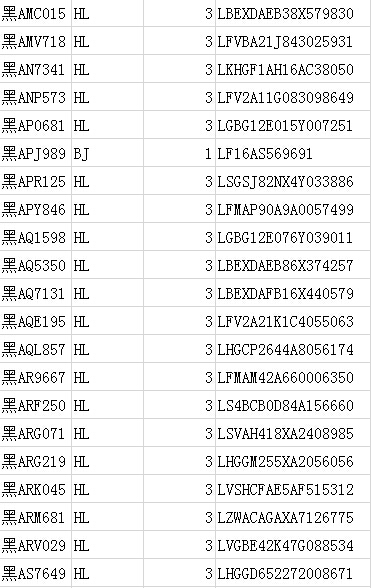 黑AMC015 HL 3 LBEXDAEB38X579830
黑AMV718 HL 3 LFVBA21J843025931
黑AN7341 HL 3 LKHGF1AH16AC38050
黑ANP573 HL 3 LFV2A11G083098649
黑AP0681 HL 3 LGBG12E015Y007251
黑APJ989 BJ 1 LF16AS569691
黑APR125 HL 3 LSGSJ82NX4Y033886
黑APY846 HL 3 LFMAP90A9A0057499
黑AQ1598 HL 3 LGBG12E076Y039011
黑AQ5350 HL 3 LBEXDAEB86X374257
黑AQ7131 HL 3 LBEXDAFB16X440579
黑AQE195 HL 3 LFV2A21K1C4055063
黑AQL857 HL 3 LHGCP2644A8056174
黑AR9667 HL 3 LFMAM42A660006350
黑ARF250 HL 3 LS4BCB0D84A156660
黑ARG071 HL 3 LSVAH418XA2408985
黑ARG219 HL 3 LHGGM255XA2056056
黑ARK045 HL 3 LVSHCFAE5AF515312
黑ARM681 HL 3 LZWACAGAXA7126775
黑ARV029 HL 3 LVGBE42K47G088534
黑AS7649 HL 3 LHGGD652272008671